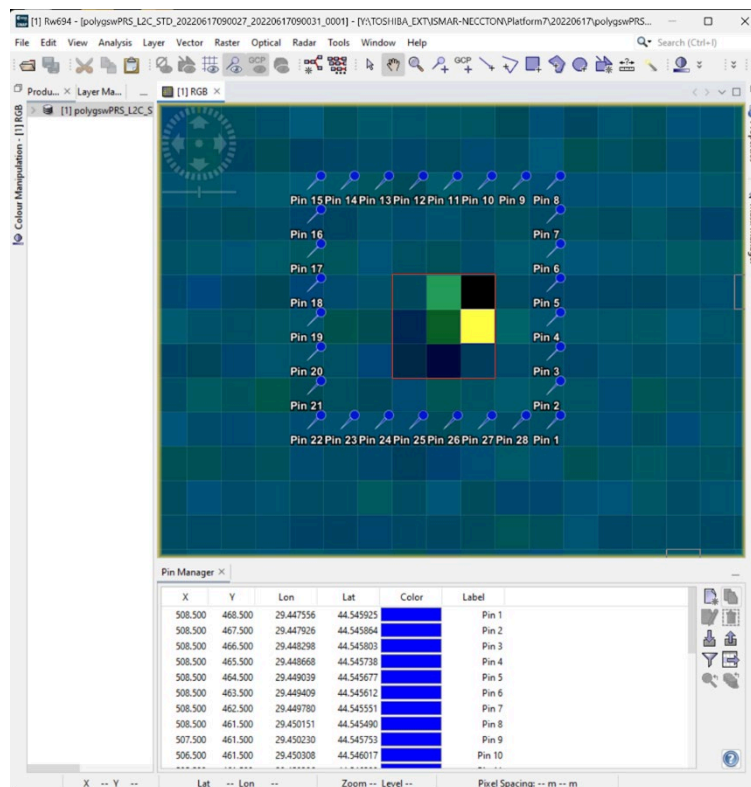 [1] Rw694 - [polygswPRS_L2C_STD_20220617090027_20220617090031_0001] - [Y:\TOSHIBA_EXT\ISMAR-NECCTON\Platform7\20220617\polygswPRS...
File Edit View Analysis Layer Vector Raster Optical Radar Tools Window Help
Search (Ctrl+I)
GCP GCP
Produ... × Layer Ma...
[1] RGB ×
[1] polygswPRS_L2C_S
Colour Manipulation - [1] RGB
Pin 15 Pin 14 Pin 13 Pin 12 Pin 11 Pin 10 Pin 9 Pin 8
Pin 16 Pin 7
Pin 17 Pin 6
Pin 18 Pin 5
Pin 19 Pin 4
Pin 20 Pin 3
Pin 21 Pin 2
Pin 22 Pin 23 Pin 24 Pin 25 Pin 26 Pin 27 Pin 28 Pin 1
Pin Manager ×
X Y Lon Lat Color Label
508.500 468.500 29.447556 44.545925 Pin 1
508.500 467.500 29.447926 44.545864 Pin 2
508.500 466.500 29.448298 44.545803 Pin 3
508.500 465.500 29.448668 44.545738 Pin 4
508.500 464.500 29.449039 44.545677 Pin 5
508.500 463.500 29.449409 44.545612 Pin 6
508.500 462.500 29.449780 44.545551 Pin 7
508.500 461.500 29.450151 44.545490 Pin 8
507.500 461.500 29.450230 44.545753 Pin 9
506.500 461.500 29.450308 44.546017 Pin 10
X -- Y -- Lat -- Lon -- Zoom -- Level -- Pixel Spacing: -- m -- m